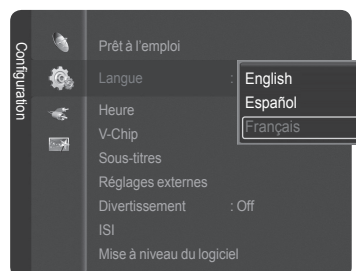 Configuration
Prêt à l'emploi
Langue : English
Español
Français
Heure
V-Chip
Sous-titres
Réglages externes
Divertissement : Off
ISI
Mise à niveau du logiciel